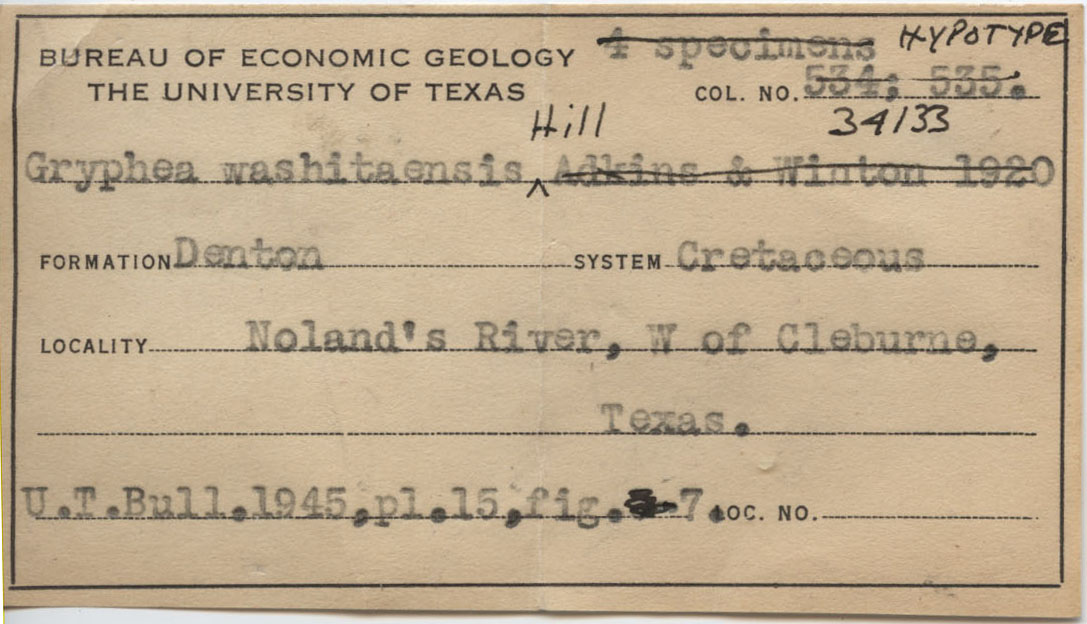 4 specimens HYPOTYPE
BUREAU OF ECONOMIC GEOLOGY
THE UNIVERSITY OF TEXAS COL. NO. 534; 535.
Hill 34133
Gryphea washitaensis ^ Adkins & Winton 1920
FORMATION Denton SYSTEM Cretaceous
LOCALITY Noland's River, W of Cleburne,
Texas.
U.T.Bull.1945,pl.15,fig. 7. LOC. NO.